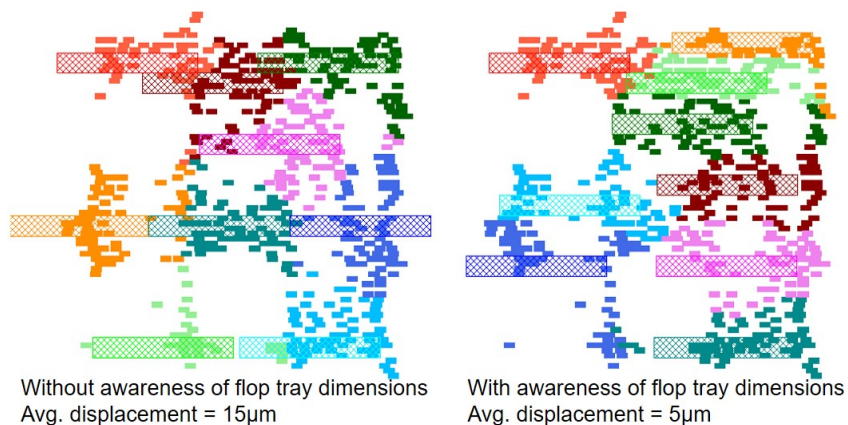 Without awareness of flop tray dimensions
Avg. displacement = 15μm
With awareness of flop tray dimensions
Avg. displacement = 5μm